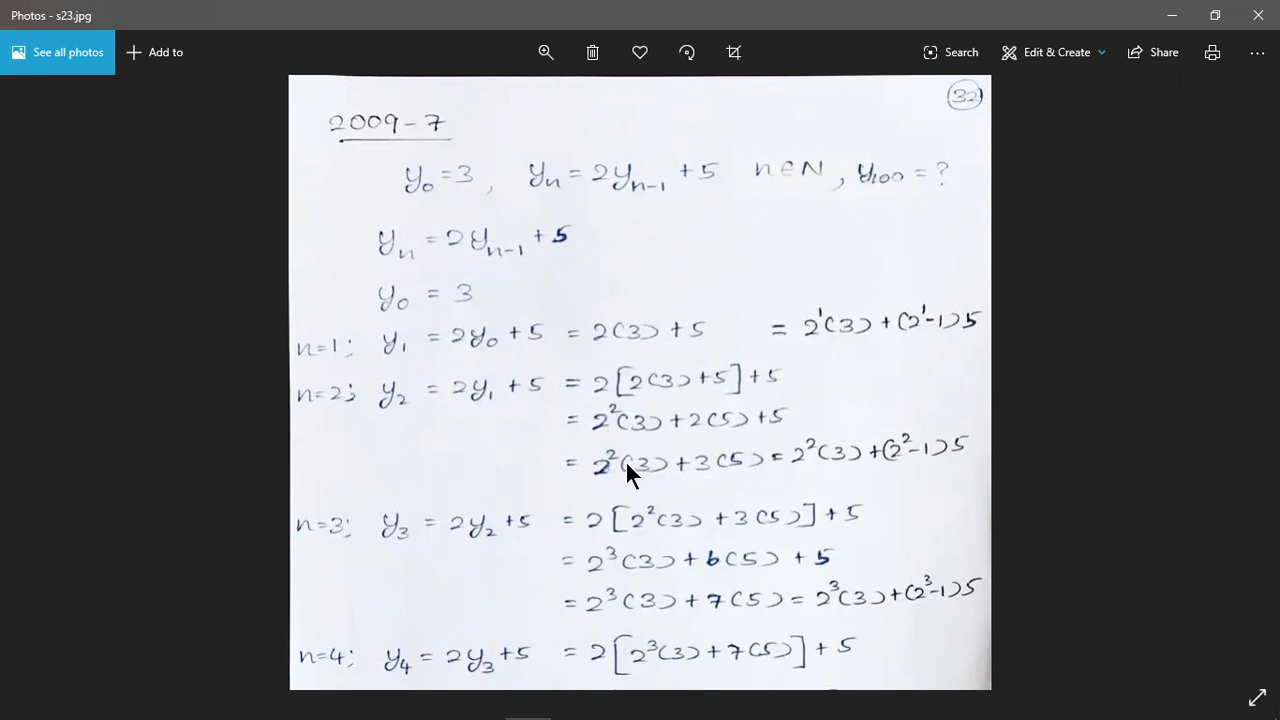 Photos - s23.jpg
See all photos
Add to
Search
Edit & Create
Share
32
2009-7
y₀=3, yₙ=2yₙ₋₁+5 n∈N, y₁₀₀=?
yₙ = 2yₙ₋₁ + 5
y₀ = 3
n=1; y₁ = 2y₀+5 = 2(3)+5 = 2¹(3)+(2¹-1)5
n=2; y₂ = 2y₁+5 = 2[2(3)+5]+5
= 2²(3)+2(5)+5
= 2²(3)+3(5) = 2²(3)+(2²-1)5
n=3; y₃ = 2y₂+5 = 2[2²(3)+3(5)]+5
= 2³(3)+6(5)+5
= 2³(3)+7(5) = 2³(3)+(2³-1)5
n=4; y₄ = 2y₃+5 = 2[2³(3)+7(5)]+5